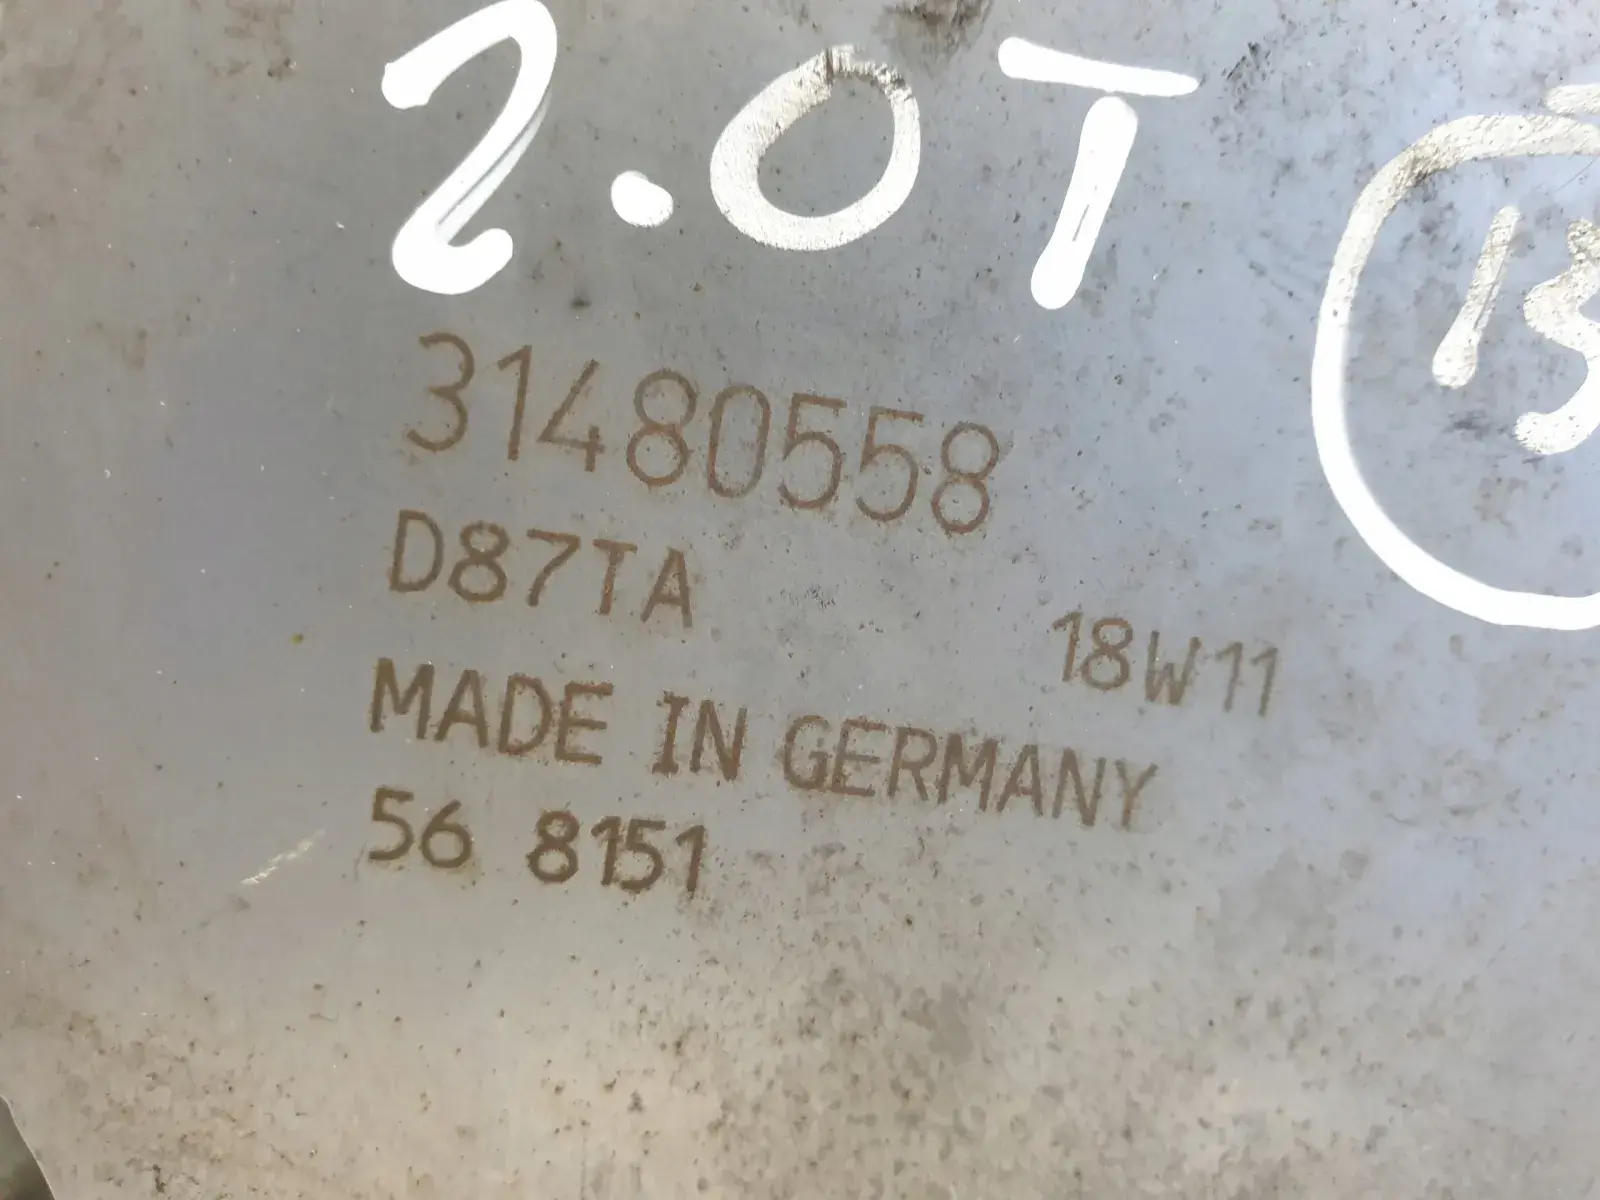 2.0T
31480558
D87TA
18W11
MADE IN GERMANY
56 8151